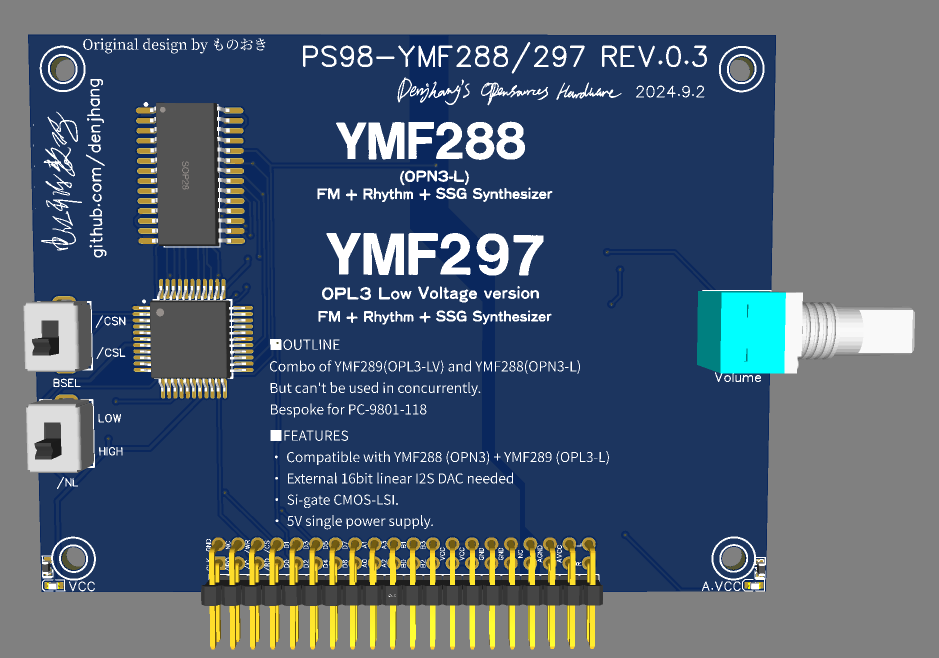 Original design by ものおき
PS98-YMF288/297 REV.0.3
Denjhang's Opensources Hardware 2024.9.2
github.com/denjhang
YMF288
(OPN3-L)
FM + Rhythm + SSG Synthesizer
SOP28
YMF297
OPL3 Low Voltage version
FM + Rhythm + SSG Synthesizer
/CSN
/CSL
BSEL
LOW
HIGH
/NL
Volume
■OUTLINE
Combo of YMF289(OPL3-LV) and YMF288(OPN3-L)
But can't be used in concurrently.
Bespoke for PC-9801-118
■FEATURES
・ Compatible with YMF288 (OPN3) + YMF289 (OPL3-L)
・ External 16bit linear I2S DAC needed
・ Si-gate CMOS-LSI.
・ 5V single power supply.
VCC
A.VCC